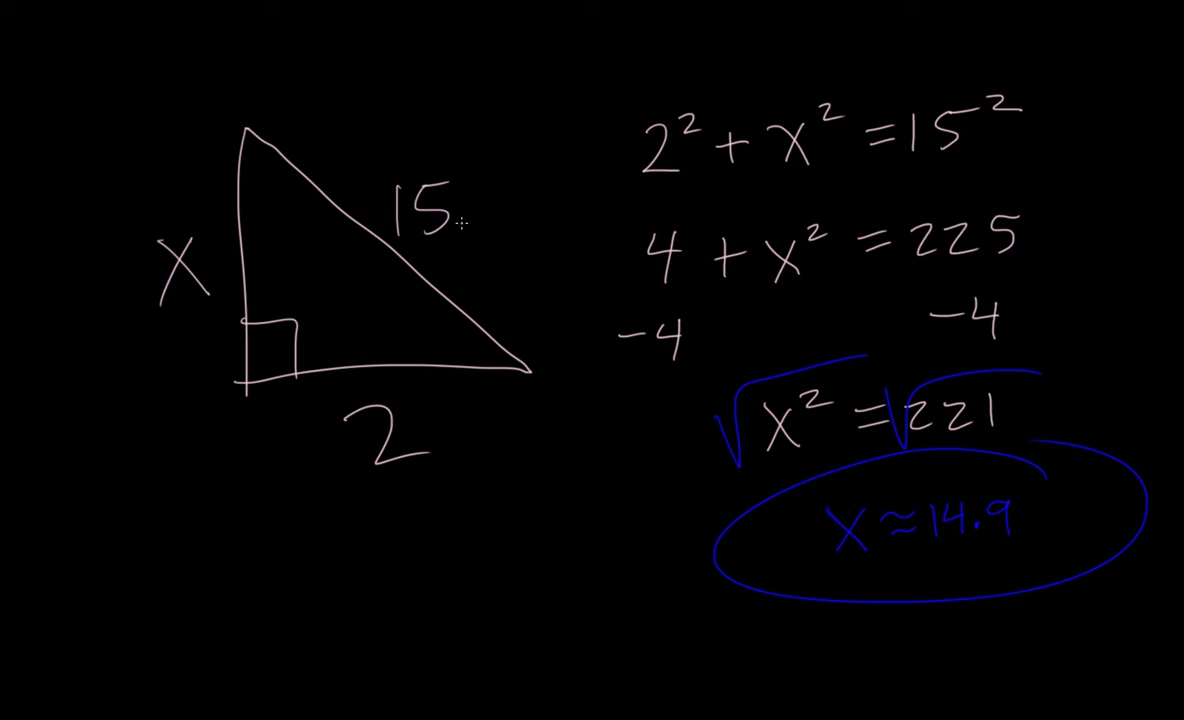 x
15
2
2² + x² = 15²
4 + x² = 225
-4 -4
√x² = √221
x ≈ 14.9